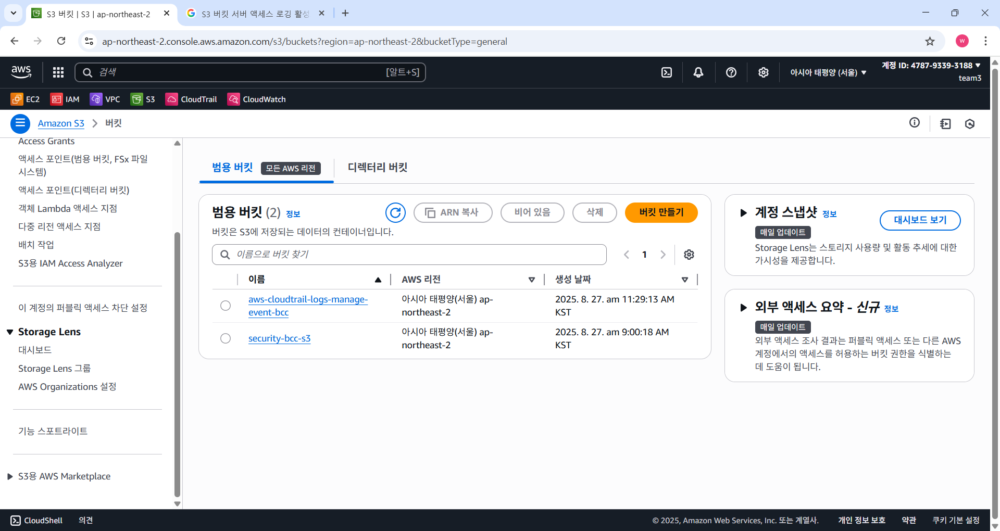 S3 버킷 | S3 | ap-northeast-2
S3 버킷 서버 액세스 로깅 활성
ap-northeast-2.console.aws.amazon.com/s3/buckets?region=ap-northeast-2&bucketType=general
W
aws
검색
[알트+S]
아시아 태평양 (서울)
계정 ID: 4787-9339-3188
team3
EC2
IAM
VPC
S3
CloudTrail
CloudWatch
Amazon S3
버킷
Access Grants
액세스 포인트(범용 버킷, FSx 파일
시스템)
액세스 포인트(디렉터리 버킷)
객체 Lambda 액세스 지점
다중 리전 액세스 지점
배치 작업
S3용 IAM Access Analyzer
이 계정의 퍼블릭 액세스 차단 설정
Storage Lens
대시보드
Storage Lens 그룹
AWS Organizations 설정
기능 스포트라이트
S3용 AWS Marketplace
범용 버킷
모든 AWS 리전
디렉터리 버킷
범용 버킷 (2) 정보
ARN 복사
비어 있음
삭제
버킷 만들기
버킷은 S3에 저장되는 데이터의 컨테이너입니다.
이름으로 버킷 찾기
1
이름
AWS 리전
생성 날짜
aws-cloudtrail-logs-manage-
event-bcc
아시아 태평양(서울) ap-
northeast-2
2025. 8. 27. am 11:29:13 AM
KST
security-bcc-s3
아시아 태평양(서울) ap-
northeast-2
2025. 8. 27. am 9:00:18 AM
KST
계정 스냅샷 정보
매일 업데이트
대시보드 보기
Storage Lens는 스토리지 사용량 및 활동 추세에 대한
가시성을 제공합니다.
외부 액세스 요약 - 신규 정보
매일 업데이트
외부 액세스 조사 결과는 퍼블릭 액세스 또는 다른 AWS
계정에서의 액세스를 허용하는 버킷 권한을 식별하는
데 도움이 됩니다.
CloudShell
의견
© 2025, Amazon Web Services, Inc. 또는 계열사.
개인 정보 보호
약관
쿠키 기본 설정